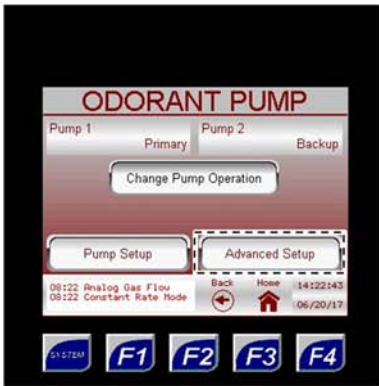 ODORANT PUMP
Pump 1
Primary
Pump 2
Backup
Change Pump Operation
Pump Setup
Advanced Setup
08:22 Analog Gas Flow
08:22 Constant Rate Mode
Back
Home
14:22:43
06/20/17
SYSTEM
F1
F2
F3
F4